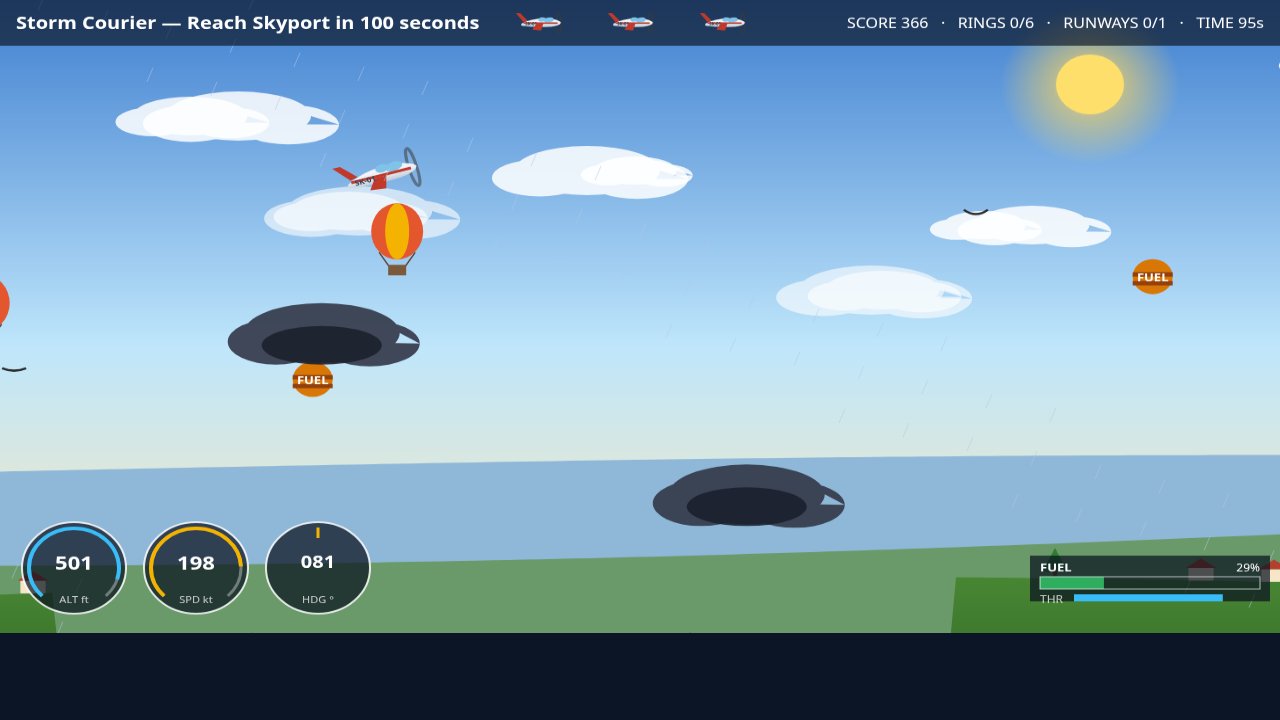 Storm Courier — Reach Skyport in 100 seconds
SCORE 366 · RINGS 0/6 · RUNWAYS 0/1 · TIME 95s
FUEL
FUEL
501
ALT ft
198
SPD kt
081
HDG °
FUEL 29%
THR